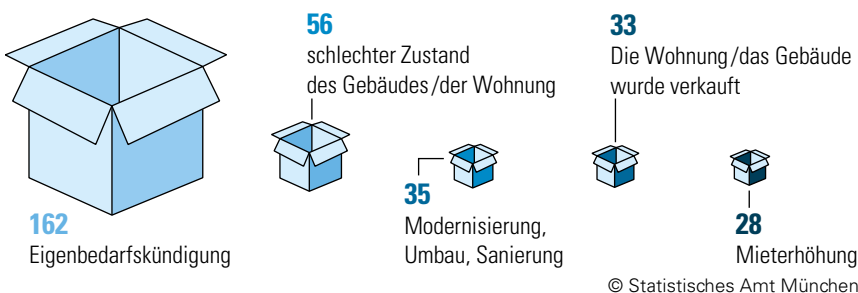 162
Eigenbedarfskündigung
56
schlechter Zustand
des Gebäudes/der Wohnung
35
Modernisierung,
Umbau, Sanierung
33
Die Wohnung/das Gebäude
wurde verkauft
28
Mieterhöhung
© Statistisches Amt München